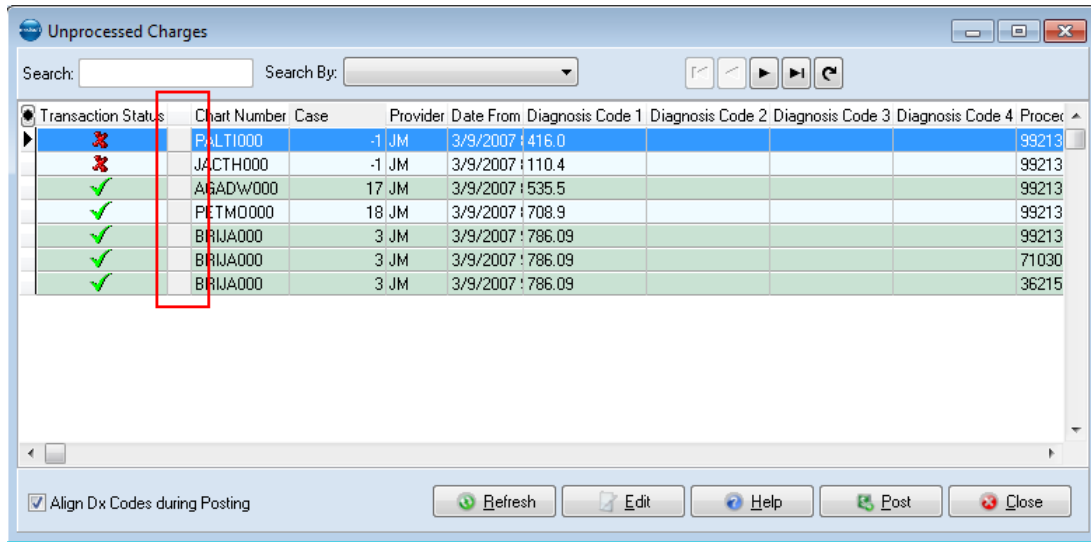 Unprocessed Charges
Search: Search By:
Transaction Status Chart Number Case Provider Date From Diagnosis Code 1 Diagnosis Code 2 Diagnosis Code 3 Diagnosis Code 4 Proced
PALTI000 -1 JM 3/9/2007 416.0 99213
JACTH000 -1 JM 3/9/2007 110.4 99213
AGADW000 17 JM 3/9/2007 535.5 99213
PETMO000 18 JM 3/9/2007 708.9 99213
BRIJA000 3 JM 3/9/2007 786.09 99213
BRIJA000 3 JM 3/9/2007 786.09 71030
BRIJA000 3 JM 3/9/2007 786.09 36215
Align Dx Codes during Posting Refresh Edit Help Post Close